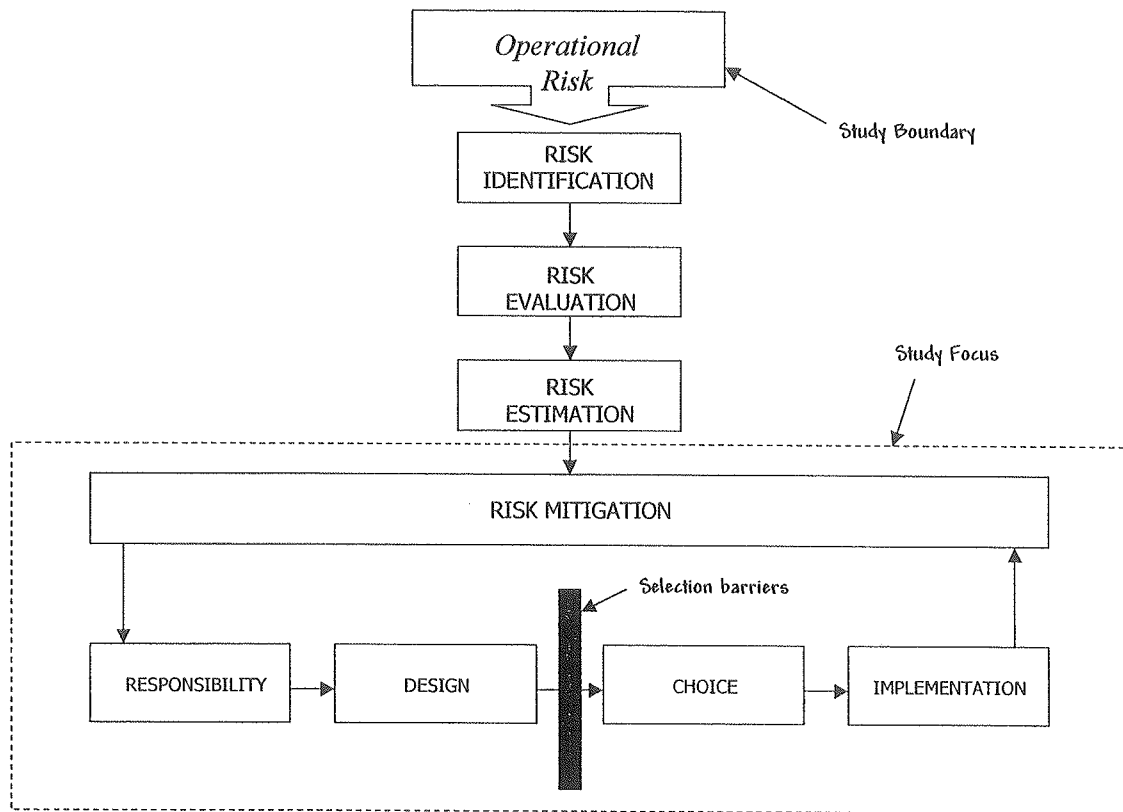 Operational
Risk
Study Boundary
RISK
IDENTIFICATION
RISK
EVALUATION
Study Focus
RISK
ESTIMATION
RISK MITIGATION
Selection barriers
RESPONSIBILITY
DESIGN
CHOICE
IMPLEMENTATION